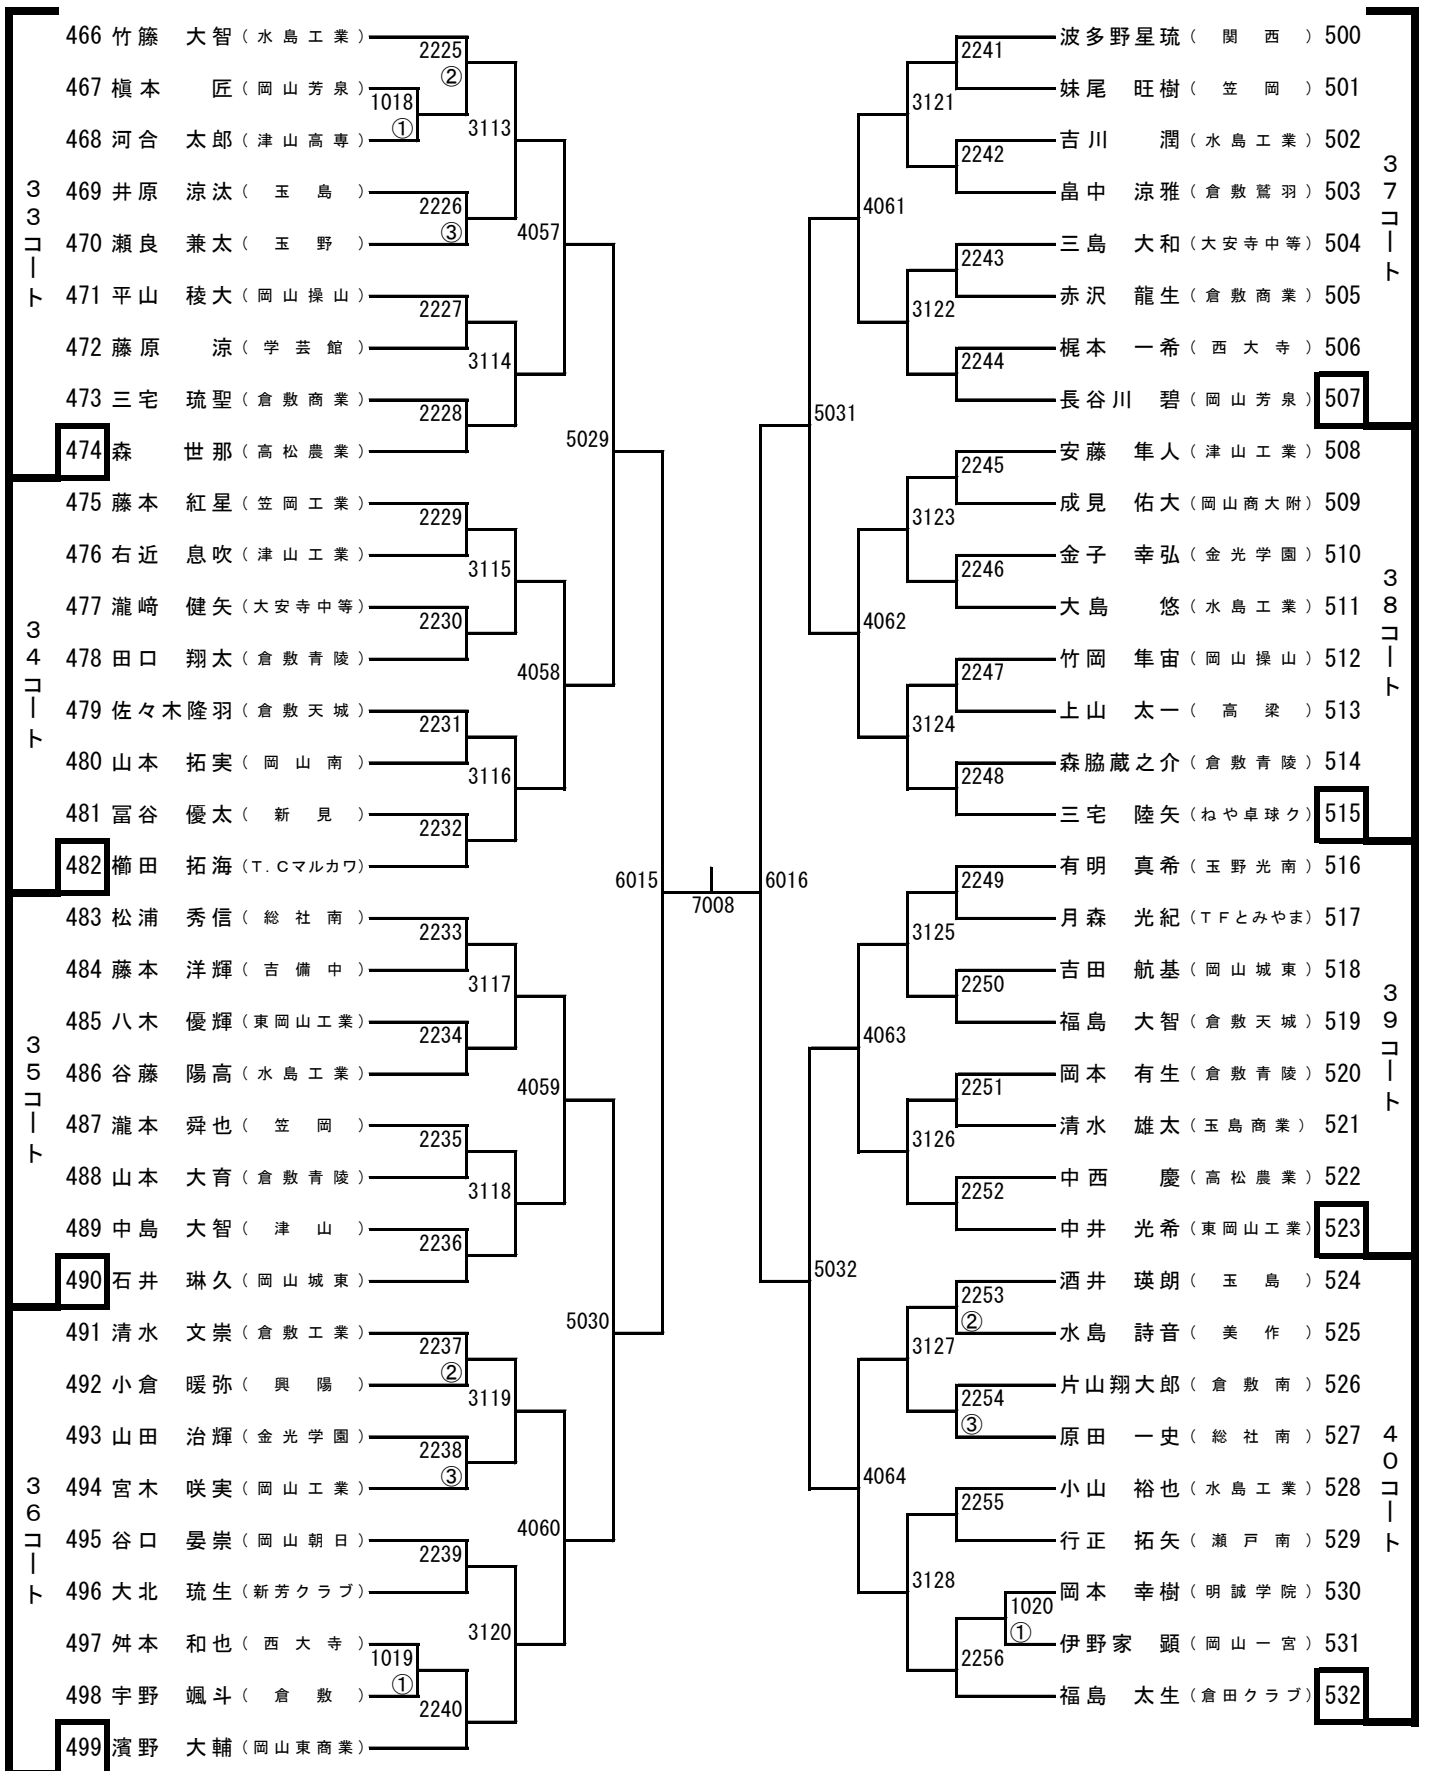 33コート
466 竹籐 大智 (水島工業)
467 槇本 匠 (岡山芳泉)
468 河合 太郎 (津山高専)
469 井原 涼汰 (玉島)
470 瀬良 兼太 (玉野)
471 平山 稜大 (岡山操山)
472 藤原 涼 (学芸館)
473 三宅 琉聖 (倉敷商業)
474 森 世那 (高松農業)
34コート
475 藤本 紅星 (笠岡工業)
476 右近 息吹 (津山工業)
477 瀧﨑 健矢 (大安寺中等)
478 田口 翔太 (倉敷青陵)
479 佐々木隆羽 (倉敷天城)
480 山本 拓実 (岡山南)
481 冨谷 優太 (新見)
482 櫛田 拓海 (T.Cマルカワ)
35コート
483 松浦 秀信 (総社南)
484 藤本 洋輝 (吉備中)
485 八木 優輝 (東岡山工業)
486 谷藤 陽高 (水島工業)
487 瀧本 舜也 (笠岡)
488 山本 大育 (倉敷青陵)
489 中島 大智 (津山)
490 石井 琳久 (岡山城東)
36コート
491 清水 文崇 (倉敷工業)
492 小倉 暖弥 (興陽)
493 山田 治輝 (金光学園)
494 宮木 咲実 (岡山工業)
495 谷口 晏崇 (岡山朝日)
496 大北 琉生 (新芳クラブ)
497 舛本 和也 (西大寺)
498 宇野 颯斗 (倉敷)
499 濱野 大輔 (岡山東商業)
1018 ①
1019 ①
2225 ②
2226 ③
2227
2228
2229
2230
2231
2232
2233
2234
2235
2236
2237 ②
2238 ③
2239
2240
3113
3114
3115
3116
3117
3118
3119
3120
4057
4058
4059
4060
5029
5030
6015
7008
6016
5031
5032
4061
4062
4063
4064
3121
3122
3123
3124
3125
3126
3127
3128
2241
2242
2243
2244
2245
2246
2247
2248
2249
2250
2251
2252
2253 ②
2254 ③
2255
2256
1020 ①
波多野星琉 (関西) 500
妹尾 旺樹 (笠岡) 501
吉川 潤 (水島工業) 502
畠中 涼雅 (倉敷鷲羽) 503
三島 大和 (大安寺中等) 504
赤沢 龍生 (倉敷商業) 505
梶本 一希 (西大寺) 506
長谷川 碧 (岡山芳泉) 507
37コート
安藤 隼人 (津山工業) 508
成見 佑大 (岡山商大附) 509
金子 幸弘 (金光学園) 510
大島 悠 (水島工業) 511
竹岡 隼宙 (岡山操山) 512
上山 太一 (高梁) 513
森脇蔵之介 (倉敷青陵) 514
三宅 陸矢 (ねや卓球ク) 515
38コート
有明 真希 (玉野光南) 516
月森 光紀 (TFとみやま) 517
吉田 航基 (岡山城東) 518
福島 大智 (倉敷天城) 519
岡本 有生 (倉敷青陵) 520
清水 雄太 (玉島商業) 521
中西 慶 (高松農業) 522
中井 光希 (東岡山工業) 523
39コート
酒井 瑛朗 (玉島) 524
水島 詩音 (美作) 525
片山翔大郎 (倉敷南) 526
原田 一史 (総社南) 527
小山 裕也 (水島工業) 528
行正 拓矢 (瀬戸南) 529
岡本 幸樹 (明誠学院) 530
伊野家 顕 (岡山一宮) 531
福島 太生 (倉田クラブ) 532
40コート